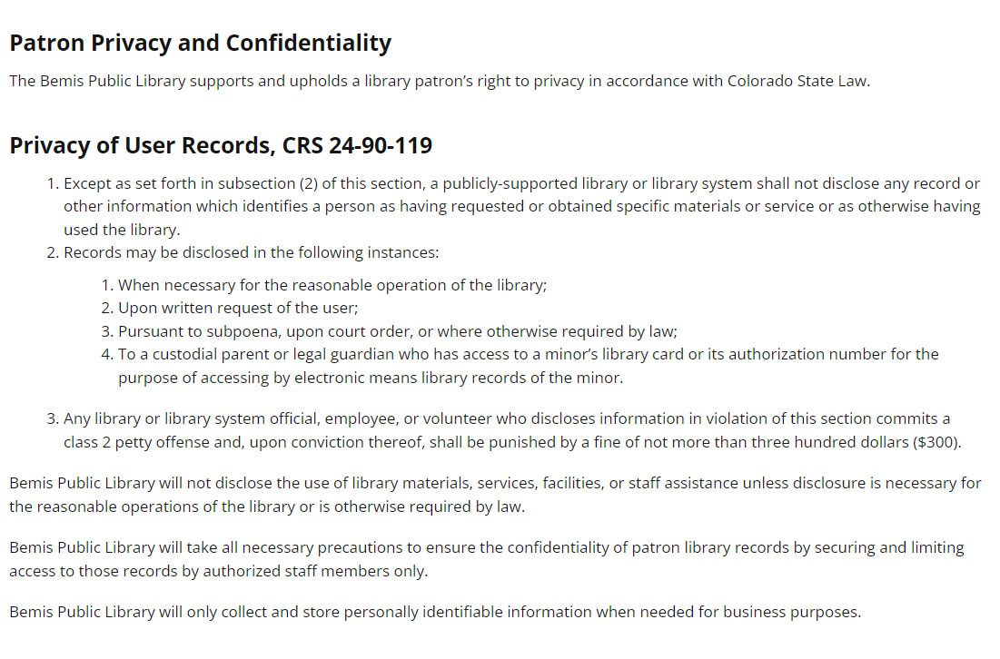 Patron Privacy and Confidentiality
The Bemis Public Library supports and upholds a library patron’s right to privacy in accordance with Colorado State Law.
Privacy of User Records, CRS 24-90-119
1. Except as set forth in subsection (2) of this section, a publicly-supported library or library system shall not disclose any record or
other information which identifies a person as having requested or obtained specific materials or service or as otherwise having
used the library.
2. Records may be disclosed in the following instances:
1. When necessary for the reasonable operation of the library;
2. Upon written request of the user;
3. Pursuant to subpoena, upon court order, or where otherwise required by law;
4. To a custodial parent or legal guardian who has access to a minor’s library card or its authorization number for the
purpose of accessing by electronic means library records of the minor.
3. Any library or library system official, employee, or volunteer who discloses information in violation of this section commits a
class 2 petty offense and, upon conviction thereof, shall be punished by a fine of not more than three hundred dollars ($300).
Bemis Public Library will not disclose the use of library materials, services, facilities, or staff assistance unless disclosure is necessary for
the reasonable operations of the library or is otherwise required by law.
Bemis Public Library will take all necessary precautions to ensure the confidentiality of patron library records by securing and limiting
access to those records by authorized staff members only.
Bemis Public Library will only collect and store personally identifiable information when needed for business purposes.